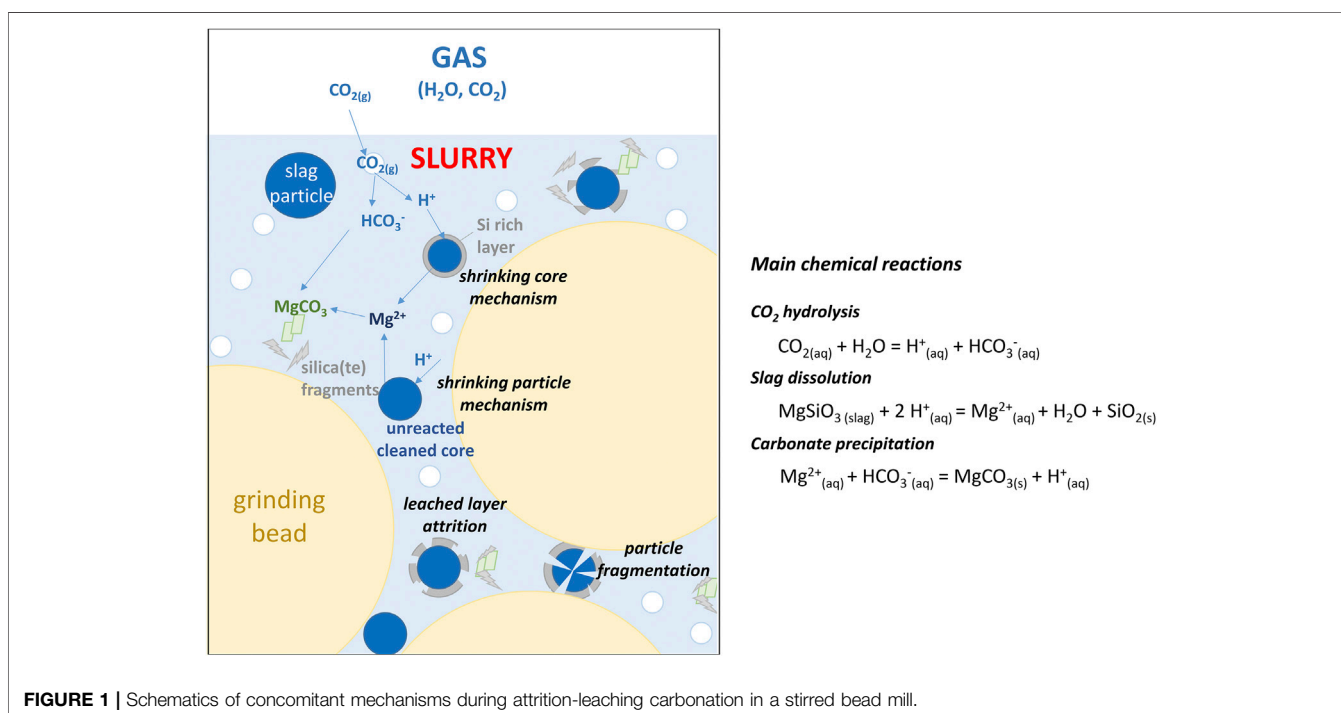 GAS
(H₂O, CO₂)
CO₂(g)
CO₂(g)
SLURRY
slag
particle
H⁺
HCO₃⁻
Si rich
layer
shrinking core
mechanism
MgCO₃
Mg²⁺
H⁺
silica(te)
fragments
shrinking particle
mechanism
unreacted
cleaned core
grinding
bead
leached layer
attrition
particle
fragmentation
Main chemical reactions
CO₂ hydrolysis
CO₂(aq) + H₂O = H⁺(aq) + HCO₃⁻(aq)
Slag dissolution
MgSiO₃ (slag) + 2 H⁺(aq) = Mg²⁺(aq) + H₂O + SiO₂(s)
Carbonate precipitation
Mg²⁺(aq) + HCO₃⁻(aq) = MgCO₃(s) + H⁺(aq)
FIGURE 1 | Schematics of concomitant mechanisms during attrition-leaching carbonation in a stirred bead mill.